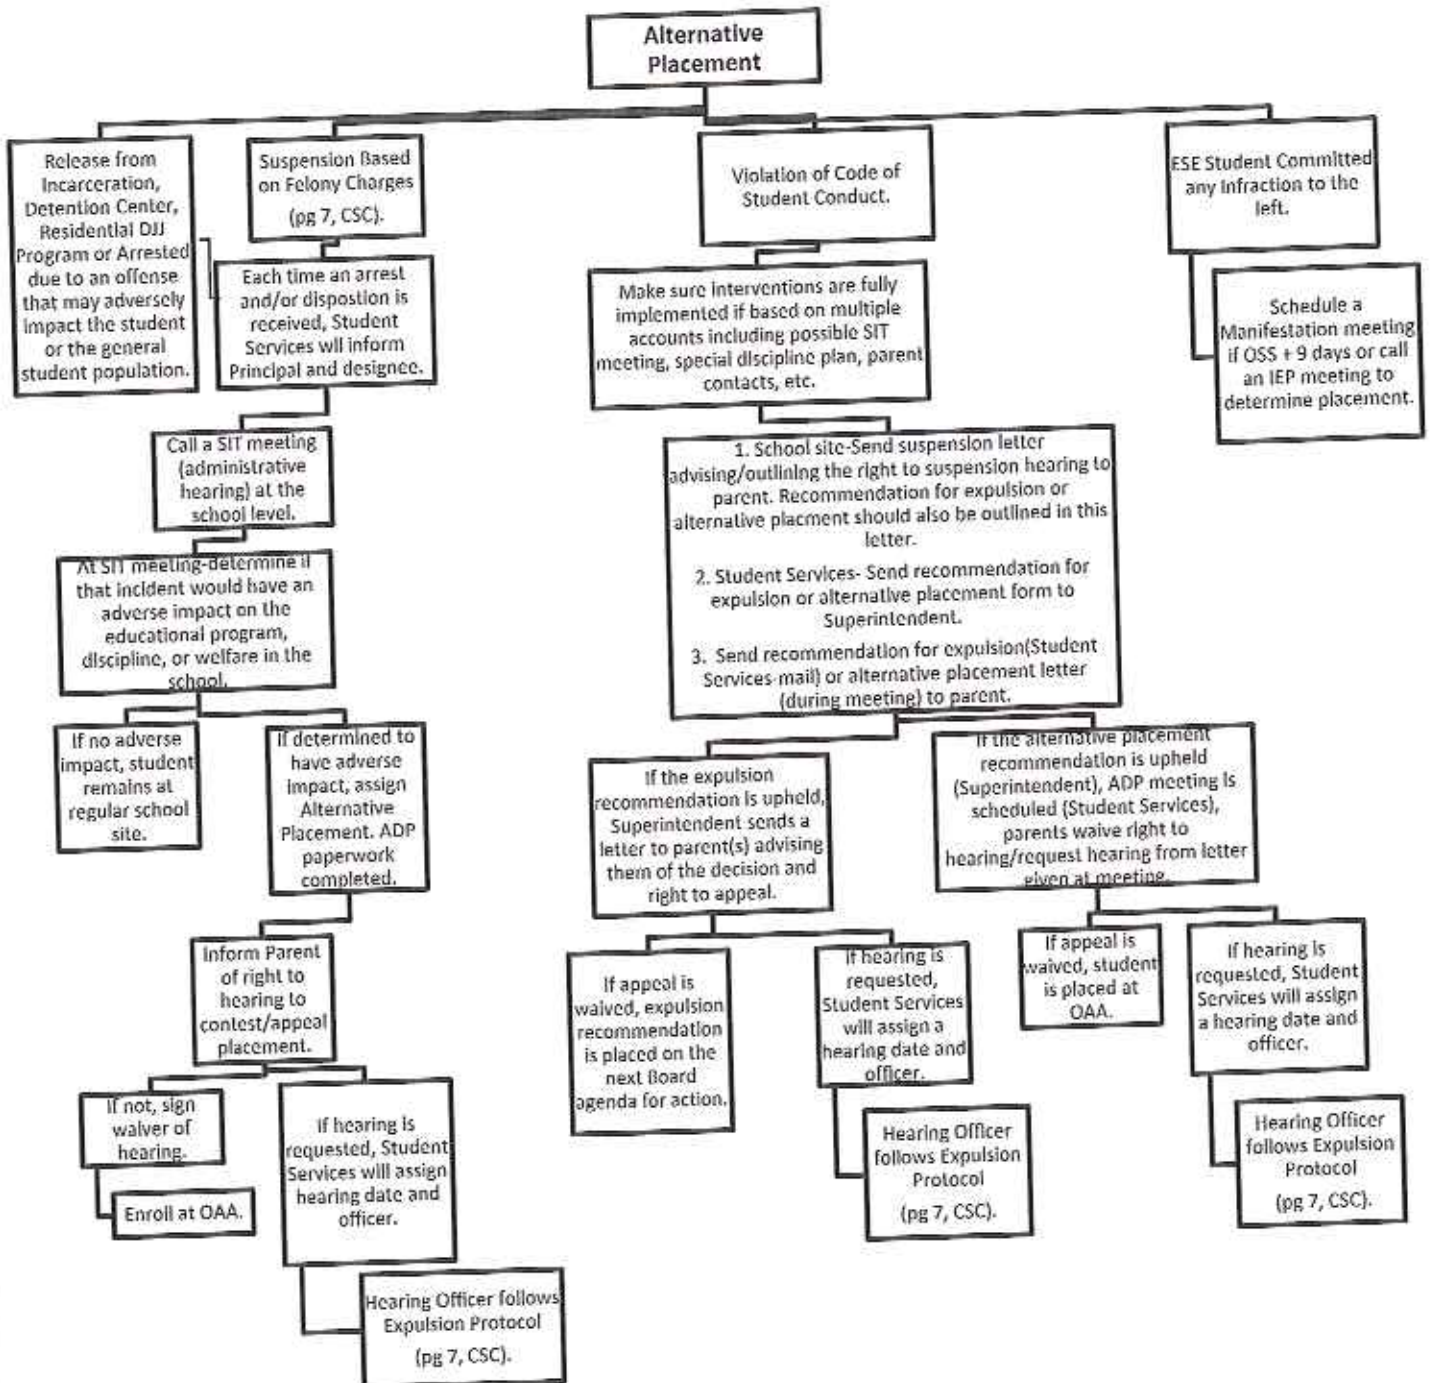 Alternative
Placement
Release from
Incarceration,
Detention Center,
Residential DJJ
Program or Arrested
due to an offense
that may adversely
impact the student
or the general
student population.
Suspension Based
on Felony Charges
(pg 7, CSC).
Violation of Code of
Student Conduct.
ESE Student Committed
any Infraction to the
left.
Each time an arrest
and/or dispostion is
received, Student
Services will inform
Principal and designee.
Make sure interventions are fully
implemented if based on multiple
accounts including possible SIT
meeting, special discipline plan, parent
contacts, etc.
Schedule a
Manifestation meeting
if OSS + 9 days or call
an IEP meeting to
determine placement.
Call a SIT meeting
(administrative
hearing) at the
school level.
1. School site-Send suspension letter
advising/outlining the right to suspension hearing to
parent. Recommendation for expulsion or
alternative placment should also be outlined in this
letter.
2. Student Services- Send recommendation for
expulsion or alternative placement form to
Superintendent.
3. Send recommendation for expulsion(Student
Services-mail) or alternative placement letter
(during meeting) to parent.
At SIT meeting-determine if
that incident would have an
adverse impact on the
educational program,
discipline, or welfare in the
school.
If no adverse
impact, student
remains at
regular school
site.
If determined to
have adverse
impact, assign
Alternative
Placement. ADP
paperwork
completed.
If the expulsion
recommendation is upheld,
Superintendent sends a
letter to parent(s) advising
them of the decision and
right to appeal.
If the alternative placement
recommendation is upheld
(Superintendent), ADP meeting is
scheduled (Student Services),
parents waive right to
hearing/request hearing from letter
given at meeting.
Inform Parent
of right to
hearing to
contest/appeal
placement.
If appeal is
waived, expulsion
recommendation
is placed on the
next Board
agenda for action.
If hearing is
requested,
Student Services
will assign a
hearing date and
officer.
If appeal is
waived, student
is placed at
OAA.
If hearing is
requested, Student
Services will assign
a hearing date and
officer.
If not, sign
waiver of
hearing.
Enroll at OAA.
If hearing is
requested, Student
Services will assign
hearing date and
officer.
Hearing Officer
follows Expulsion
Protocol
(pg 7, CSC).
Hearing Officer
follows Expulsion
Protocol
(pg 7, CSC).
Hearing Officer follows
Expulsion Protocol
(pg 7, CSC).